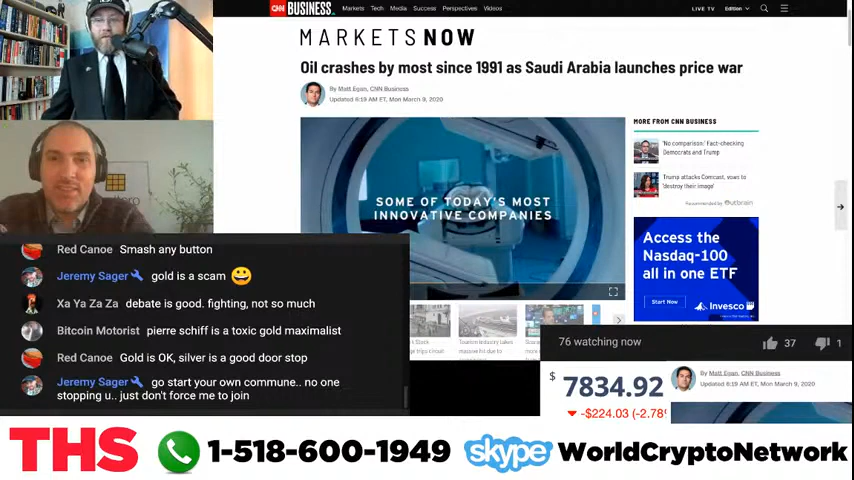 CNN BUSINESS
Markets Tech Media Success Perspectives Videos
LIVE TV Edition
MARKETS NOW
Oil crashes by most since 1991 as Saudi Arabia launches price war
By Matt Egan, CNN Business
Updated 6:19 AM ET, Mon March 9, 2020
SOME OF TODAY'S MOST
INNOVATIVE COMPANIES
MORE FROM CNN BUSINESS
'No comparison:' Fact-checking
Democrats and Trump
Trump attacks Comcast, vows to
'destroy their image'
Recommended by Outbrain
Access the
Nasdaq-100
all in one ETF
Start Now
Invesco
Red Canoe Smash any button
Jeremy Sager gold is a scam 😀
Xa Ya Za Za debate is good. fighting, not so much
Bitcoin Motorist pierre schiff is a toxic gold maximalist
Red Canoe Gold is OK, silver is a good door stop
Jeremy Sager go start your own commune.. no one
stopping u.. just don't force me to join
76 watching now
37
1
$ 7834.92
-$224.03 (-2.78%
By Matt Egan, CNN Business
Updated 6:19 AM ET, Mon March 9, 2020
THS 1-518-600-1949 skype WorldCryptoNetwork